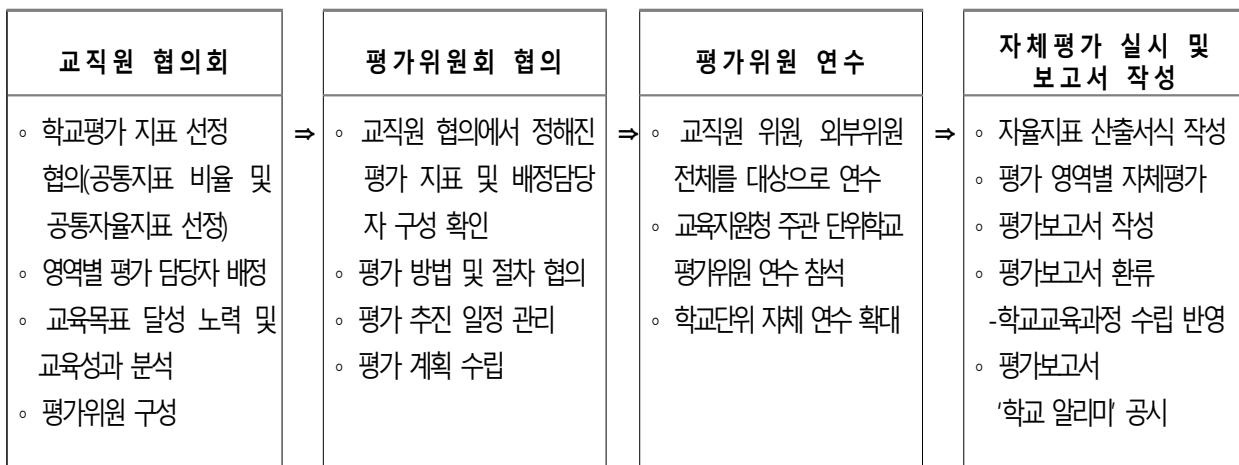 교직원 협의회
◦ 학교평가 지표 선정
협의(공통지표 비율 및
공통자율지표 선정)
◦ 영역별 평가 담당자 배정
◦ 교육목표 달성 노력 및
교육성과 분석
◦ 평가위원 구성
⇒
평가위원회 협의
◦ 교직원 협의에서 정해진
평가 지표 및 배정담당
자 구성 확인
◦ 평가 방법 및 절차 협의
◦ 평가 추진 일정 관리
◦ 평가 계획 수립
⇒
평가위원 연수
◦ 교직원 위원, 외부위원
전체를 대상으로 연수
◦ 교육지원청 주관 단위학교
평가위원 연수 참석
◦ 학교단위 자체 연수 확대
⇒
자체평가 실시 및
보고서 작성
◦ 자율지표 산출서식 작성
◦ 평가 영역별 자체평가
◦ 평가보고서 작성
◦ 평가보고서 환류
-학교교육과정 수립 반영
◦ 평가보고서
'학교 알리미' 공시